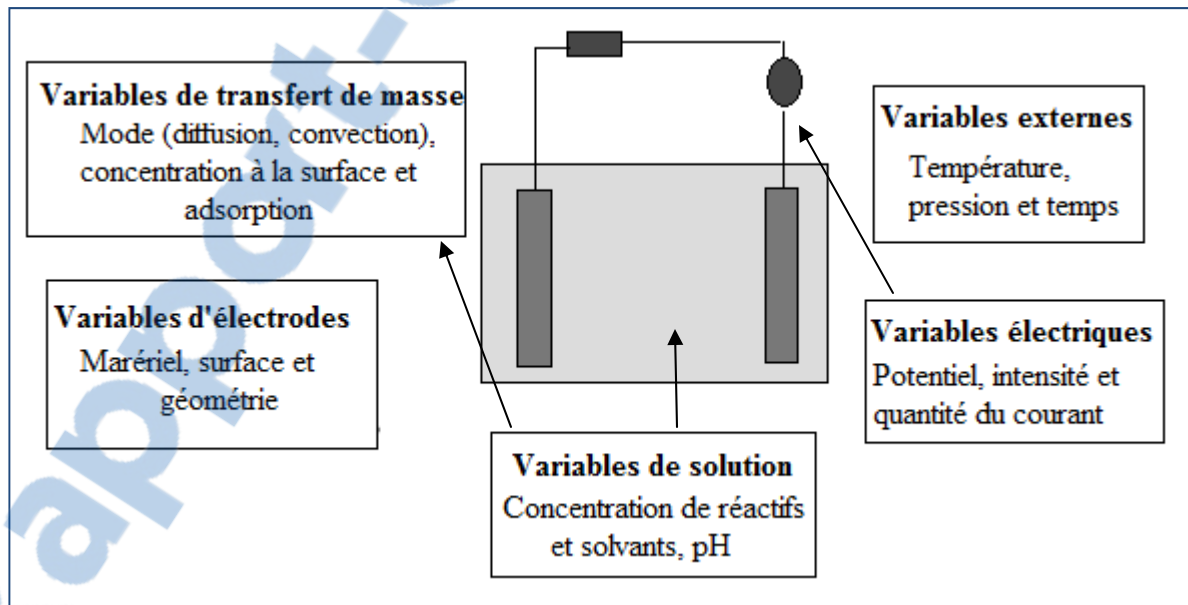 Variables de transfert de masse
Mode (diffusion, convection),
concentration à la surface et
adsorption
Variables externes
Température,
pression et temps
Variables d'électrodes
Marériel, surface et
géométrie
Variables électriques
Potentiel, intensité et
quantité du courant
Variables de solution
Concentration de réactifs
et solvants, pH
apport-